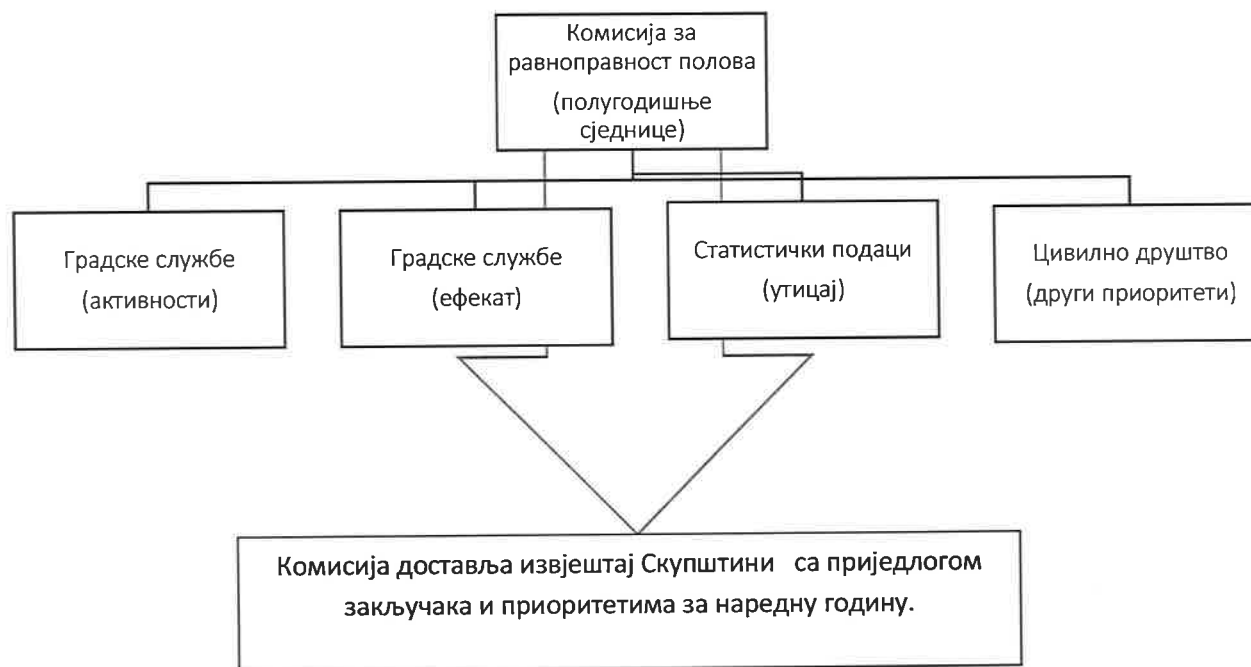 Комисија за
равноправност полова
(полугодишње
сједнице)
Градске службе
(активности)
Градске службе
(ефекат)
Статистички подаци
(утицај)
Цивилно друштво
(други приоритети)
Комисија доставља извјештај Скупштини са приједлогом
закључака и приоритетима за наредну годину.